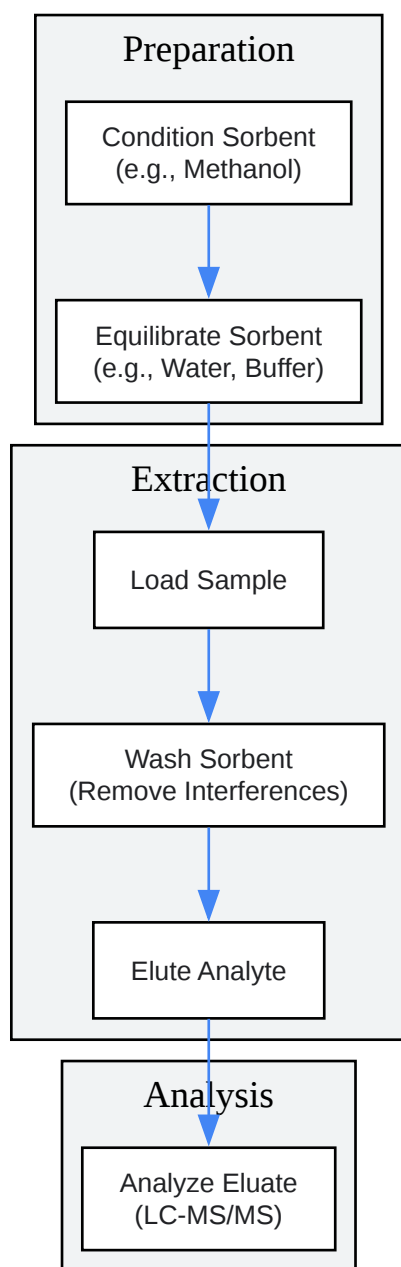 Preparation
Condition Sorbent
(e.g., Methanol)
Equilibrate Sorbent
(e.g., Water, Buffer)
Extraction
Load Sample
Wash Sorbent
(Remove Interferences)
Elute Analyte
Analysis
Analyze Eluate
(LC-MS/MS)